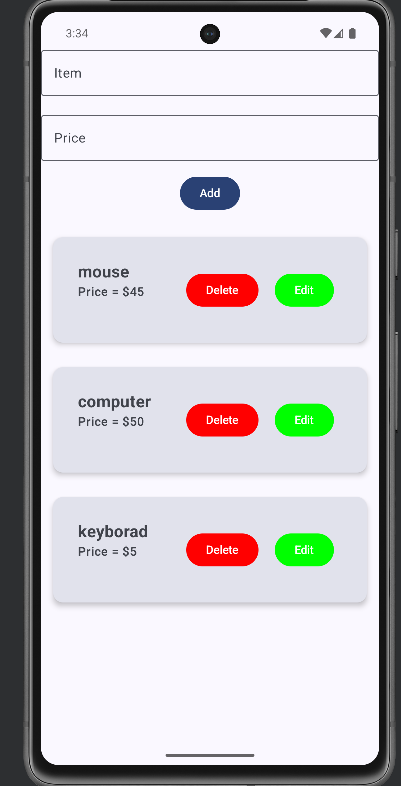 3:34
Item
Price
Add
mouse
Price = $45
Delete
Edit
computer
Price = $50
Delete
Edit
keyborad
Price = $5
Delete
Edit